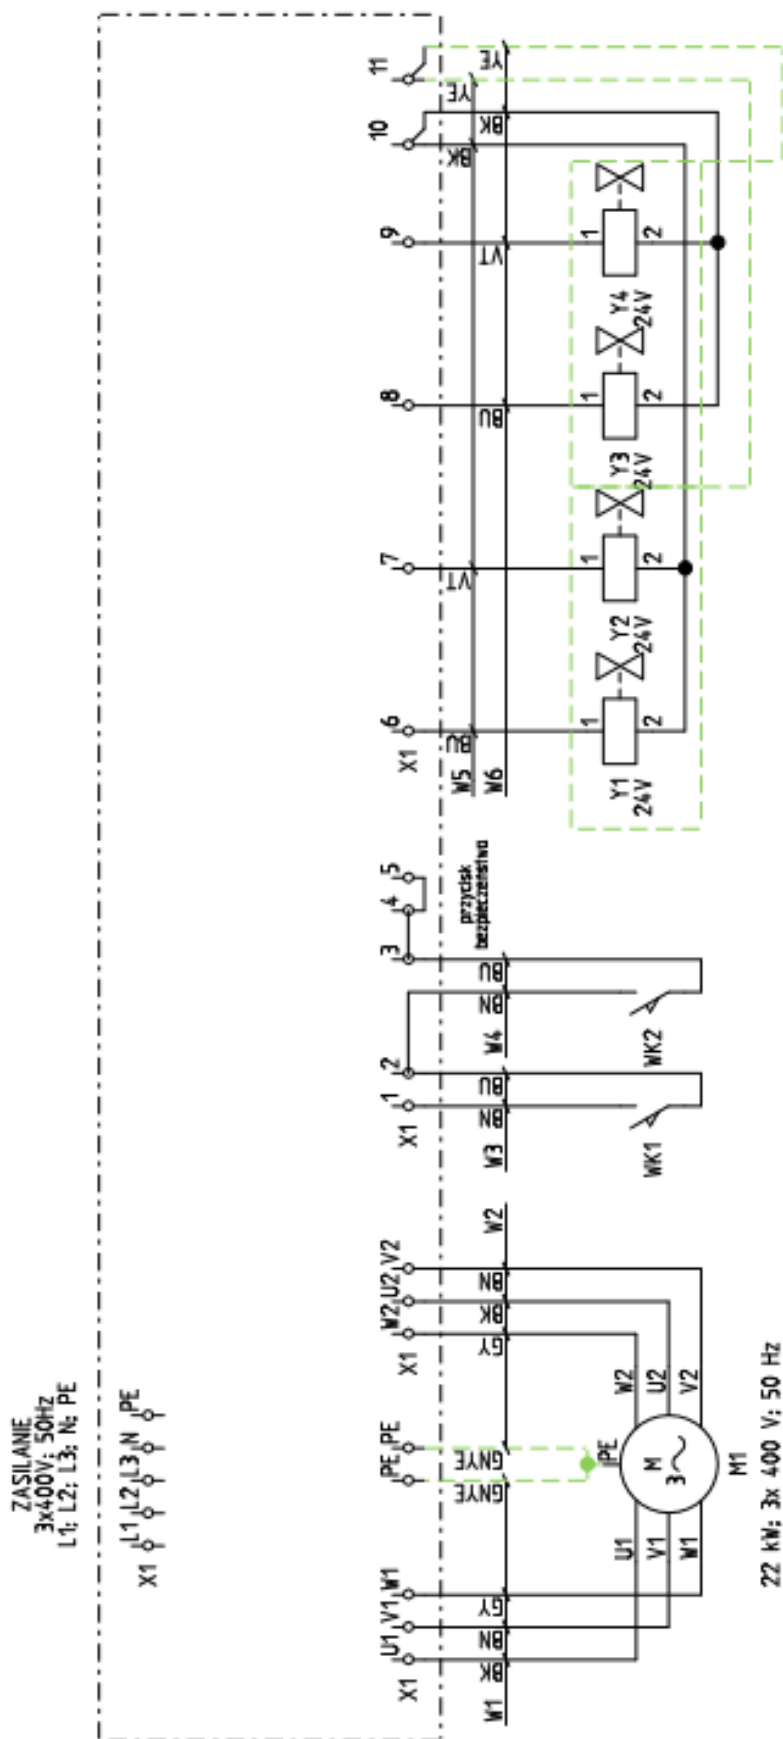 ZASILANIE
3x400V; 50Hz
L1; L2; L3; N; PE
L1 L2 L3 N PE
X1
U1 V1 W1 PE PE W2 U2 V2 1 2 3 4 5 6 7 8 9 10 11
X1 X1 X1 X1
W5 BU VT BK YE
przycisk
bezpieczeństwa
W1 BK BN GY GNYE GNYE GY BK BN W2 W3 BN BU W4 BN BU W6 BU VT BK YE
1 1 1 1
PE
Y1 Y2 Y3 Y4
24V 24V 24V 24V
2 2 2 2
U1 W2
V1 M U2
3
W1 V2
WK1 WK2
M1
22 kW; 3x 400 V; 50 Hz